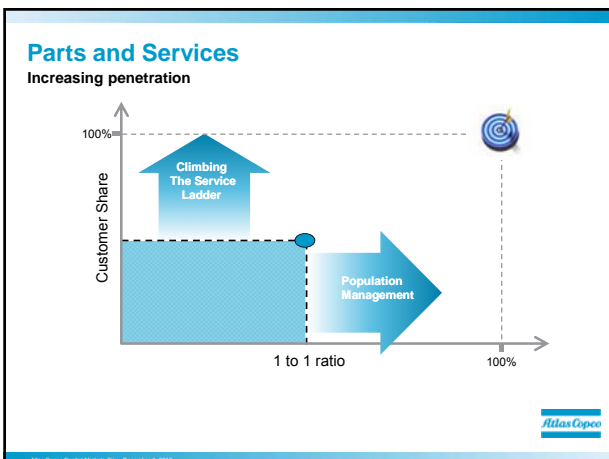 Parts and Services
Increasing penetration
100%
Climbing
The Service
Ladder
Customer Share
Population
Management
1 to 1 ratio
100%
Atlas Copco